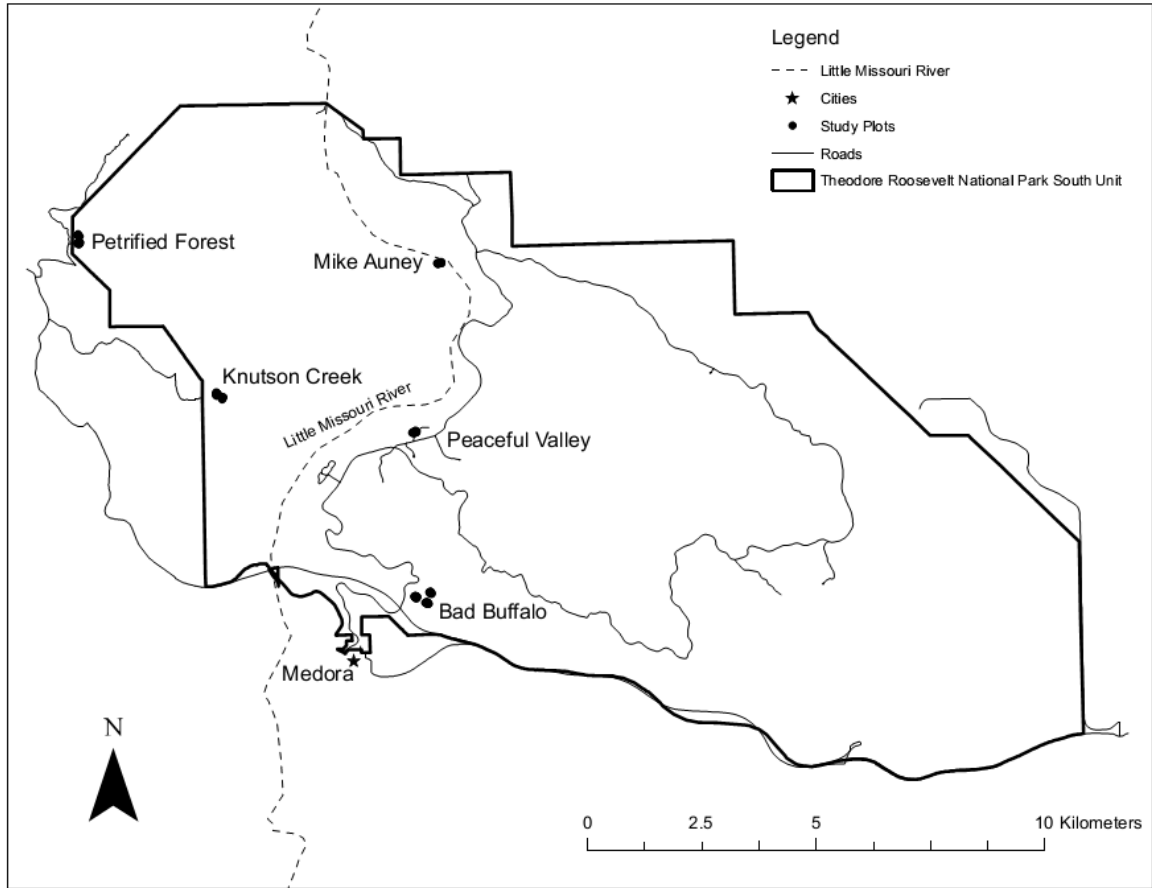 Legend
Little Missouri River
Cities
Study Plots
Roads
Theodore Roosevelt National Park South Unit
Petrified Forest
Mike Auney
Knutson Creek
Little Missouri River
Peaceful Valley
Bad Buffalo
Medora
N
0 2.5 5 10 Kilometers